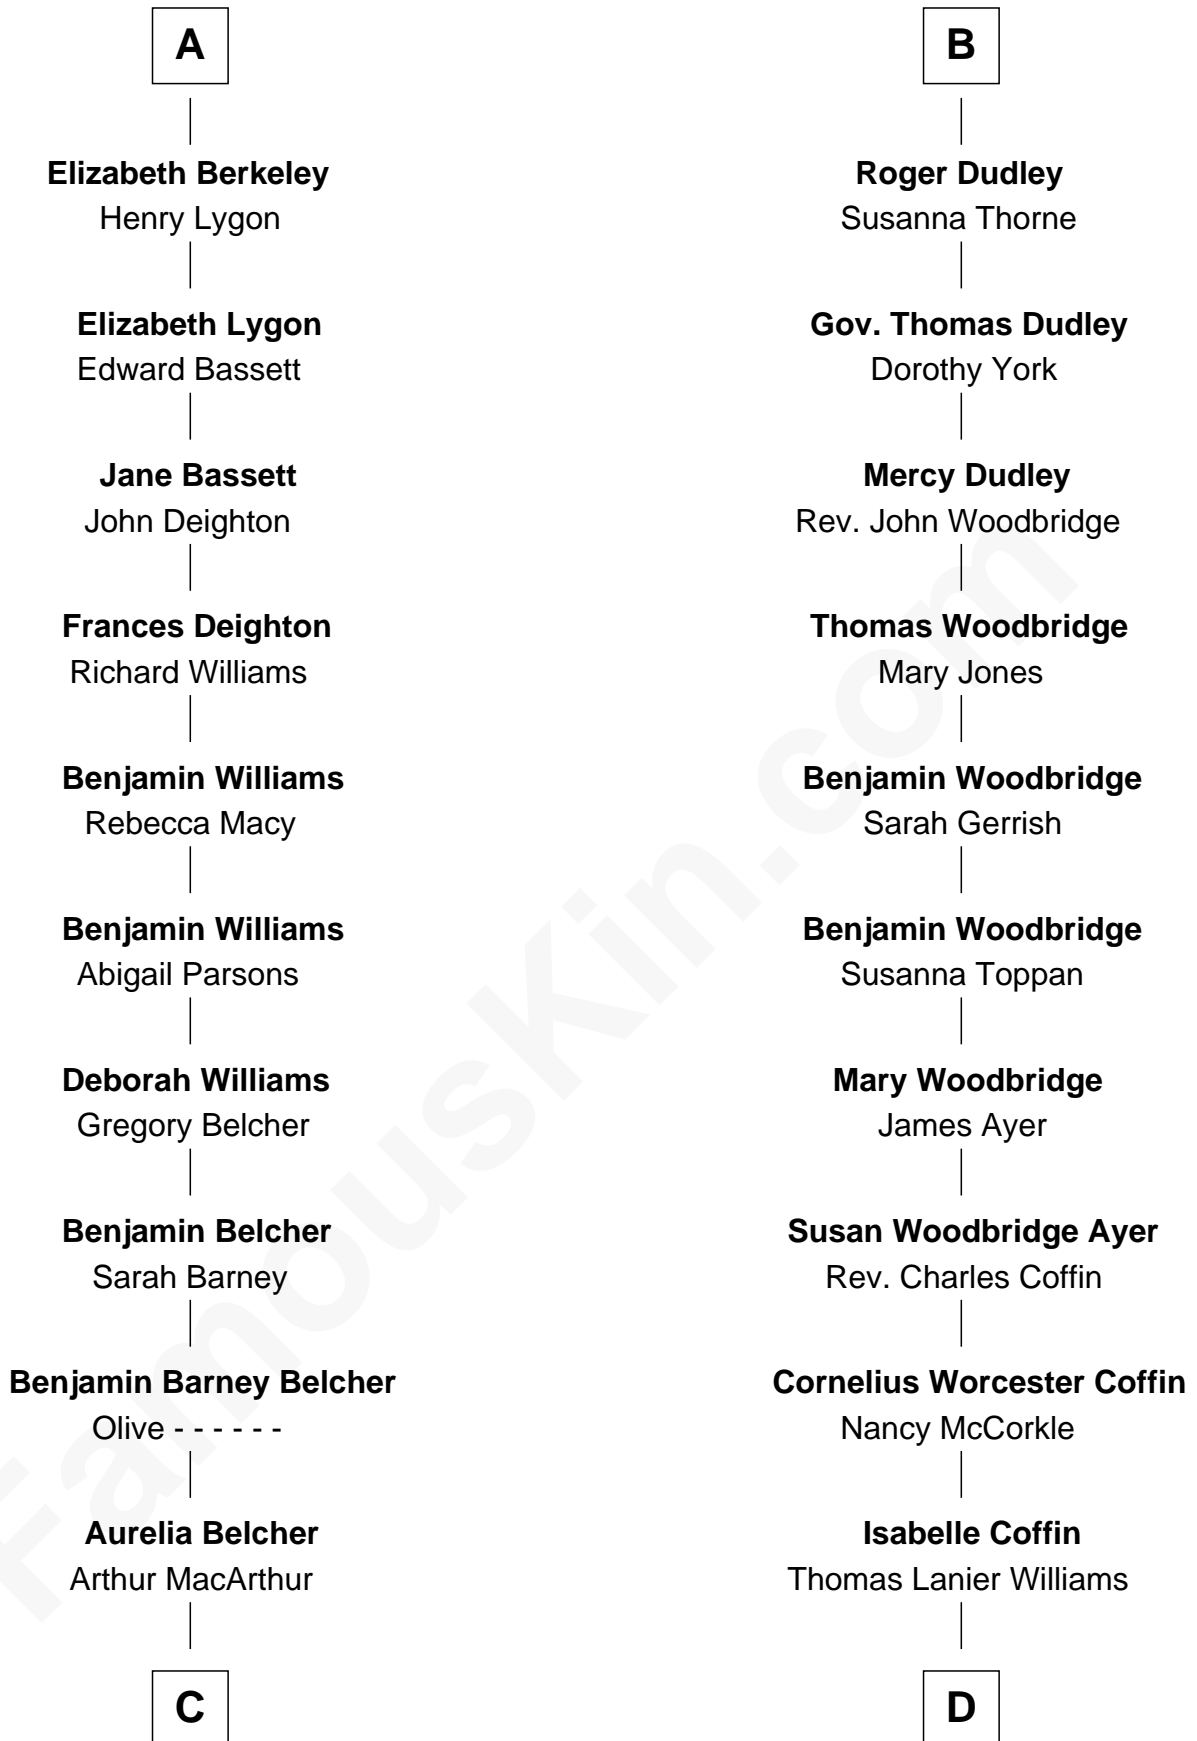 A
Elizabeth Berkeley
Henry Lygon
Elizabeth Lygon
Edward Bassett
Jane Bassett
John Deighton
Frances Deighton
Richard Williams
Benjamin Williams
Rebecca Macy
Benjamin Williams
Abigail Parsons
Deborah Williams
Gregory Belcher
Benjamin Belcher
Sarah Barney
Benjamin Barney Belcher
Olive - - - - - -
Aurelia Belcher
Arthur MacArthur
C
B
Roger Dudley
Susanna Thorne
Gov. Thomas Dudley
Dorothy York
Mercy Dudley
Rev. John Woodbridge
Thomas Woodbridge
Mary Jones
Benjamin Woodbridge
Sarah Gerrish
Benjamin Woodbridge
Susanna Toppan
Mary Woodbridge
James Ayer
Susan Woodbridge Ayer
Rev. Charles Coffin
Cornelius Worcester Coffin
Nancy McCorkle
Isabelle Coffin
Thomas Lanier Williams
D
FamousKin.com